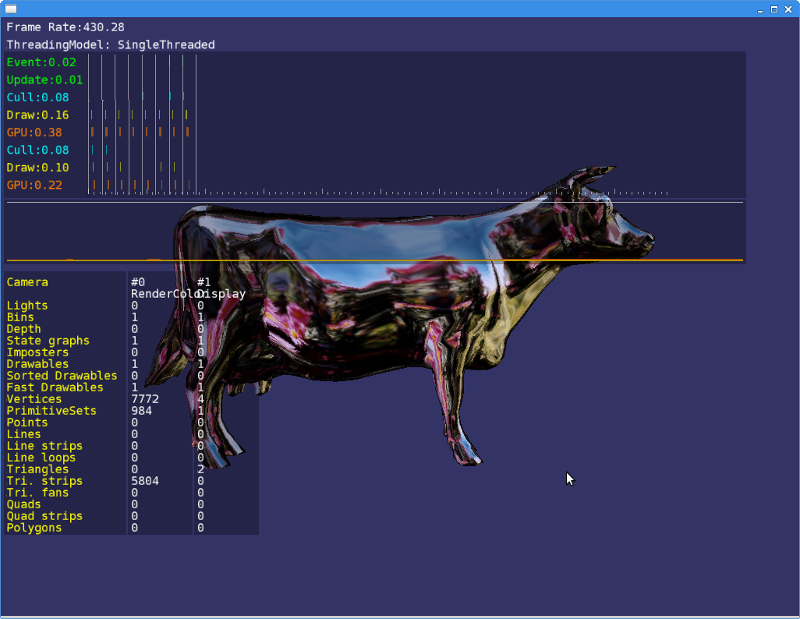 Frame Rate:430.28
ThreadingModel: SingleThreaded
Event:0.02
Update:0.01
Cull:0.08
Draw:0.16
GPU:0.38
Cull:0.08
Draw:0.10
GPU:0.22
Camera #0 #1
RenderColor Display
Lights 0 0
Bins 1 1
Depth 0 0
State graphs 1 1
Imposters 0 0
Drawables 1 1
Sorted Drawables 0 0
Fast Drawables 1 1
Vertices 7772 4
PrimitiveSets 984 1
Points 0 0
Lines 0 0
Line strips 0 0
Line loops 0 0
Triangles 0 2
Tri. strips 5804 0
Tri. fans 0 0
Quads 0 0
Quad strips 0 0
Polygons 0 0